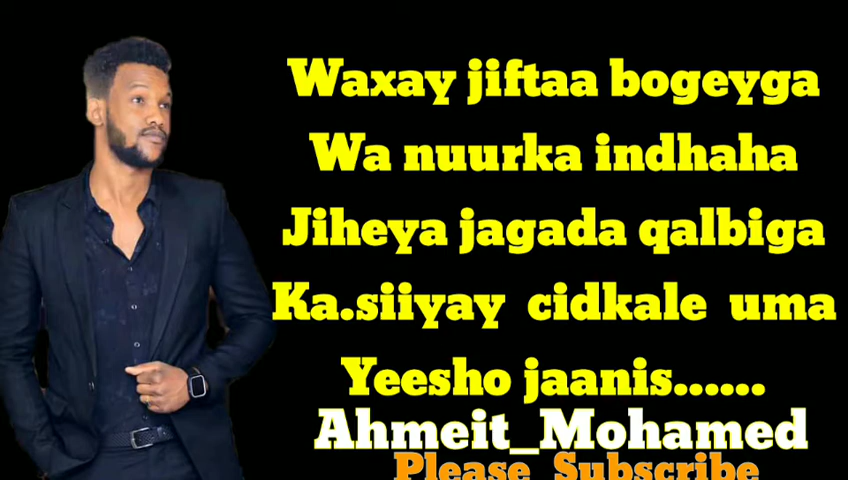 Waxay jiftaa bogeyga
Wa nuurka indhaha
Jiheya jagada qalbiga
Ka.siiyay cidkale uma
Yeesho jaanis......
Ahmeit_Mohamed
Please Subscribe